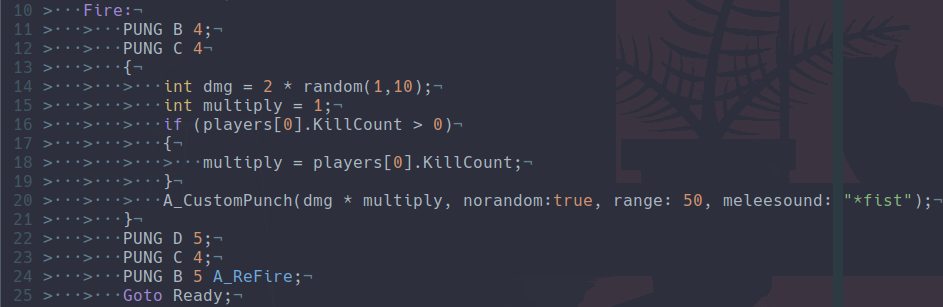 10 >···Fire:¬
11 >···>···PUNG B 4;¬
12 >···>···PUNG C 4¬
13 >···>···{¬
14 >···>···>···int dmg = 2 * random(1,10);¬
15 >···>···>···int multiply = 1;¬
16 >···>···>···if (players[0].KillCount > 0)¬
17 >···>···>···{¬
18 >···>···>···>···multiply = players[0].KillCount;¬
19 >···>···>···}¬
20 >···>···>···A_CustomPunch(dmg * multiply, norandom:true, range: 50, meleesound: "*fist");¬
21 >···>···}¬
22 >···>···PUNG D 5;¬
23 >···>···PUNG C 4;¬
24 >···>···PUNG B 5 A_ReFire;¬
25 >···>···Goto Ready;¬